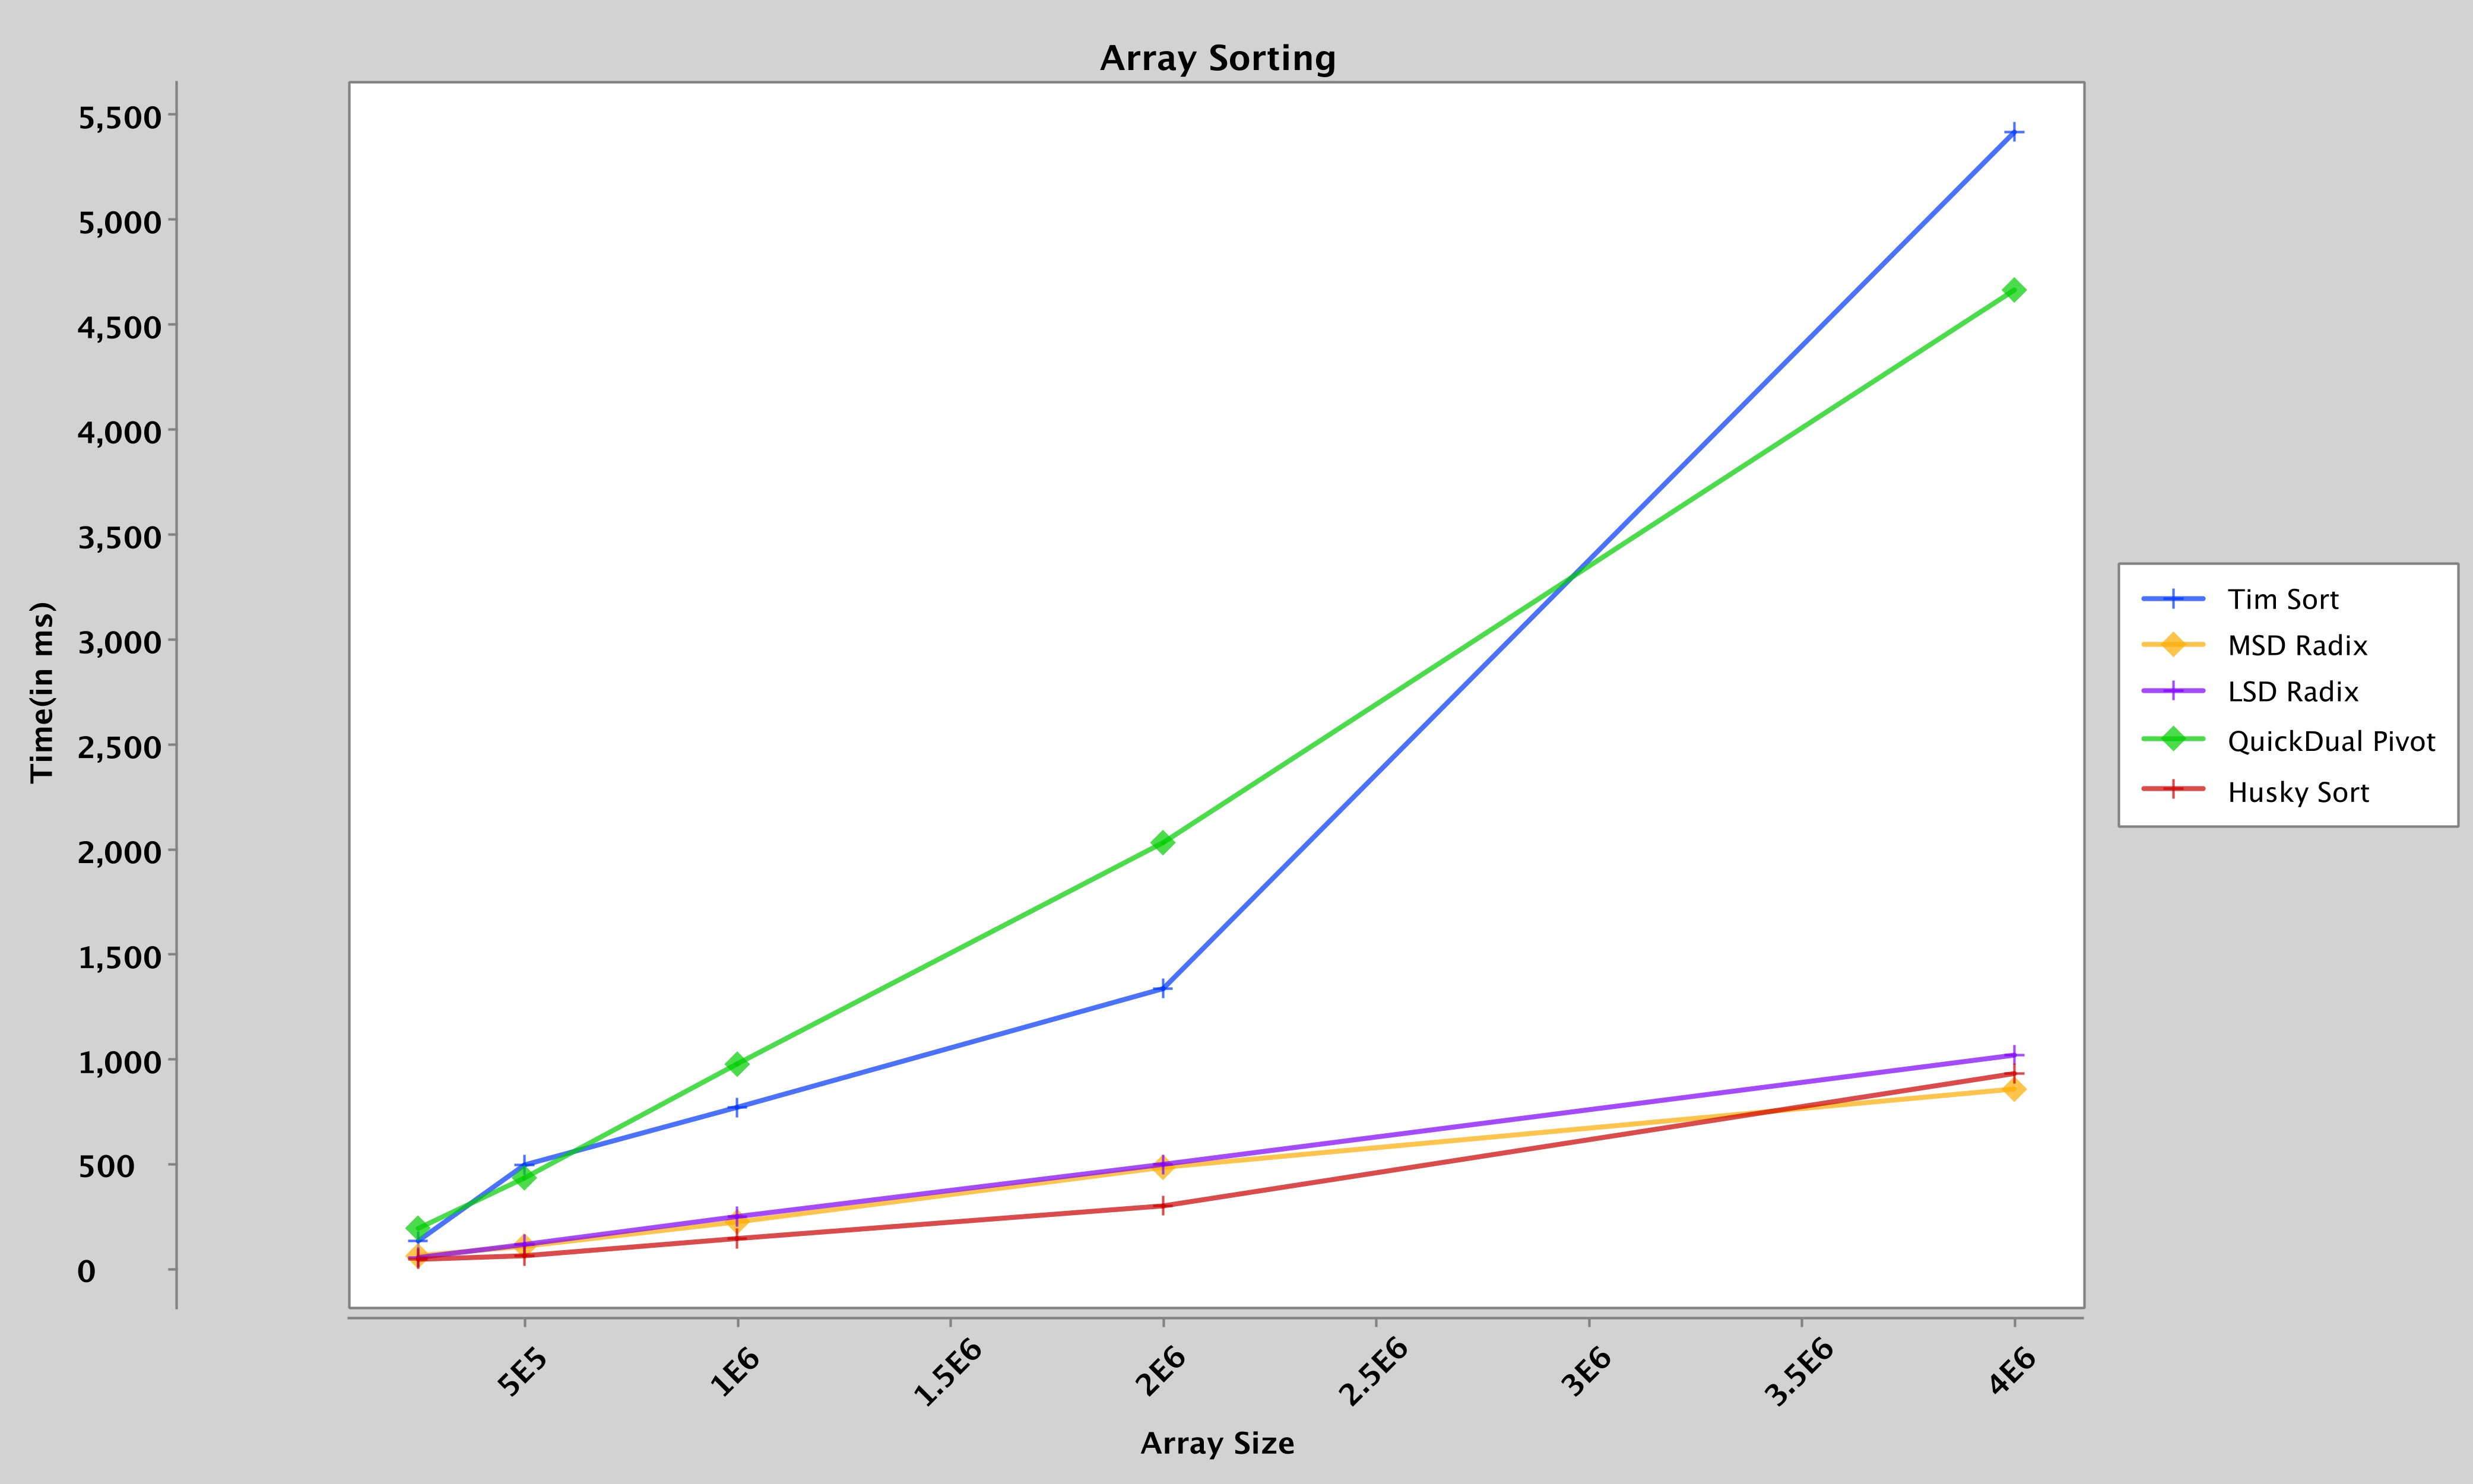 Array Sorting
5,500
5,000
4,500
4,000
3,500
3,000
2,500
2,000
1,500
1,000
500
0
Time(in ms)
Tim Sort
MSD Radix
LSD Radix
QuickDual Pivot
Husky Sort
5E5
1E6
1.5E6
2E6
2.5E6
3E6
3.5E6
4E6
Array Size